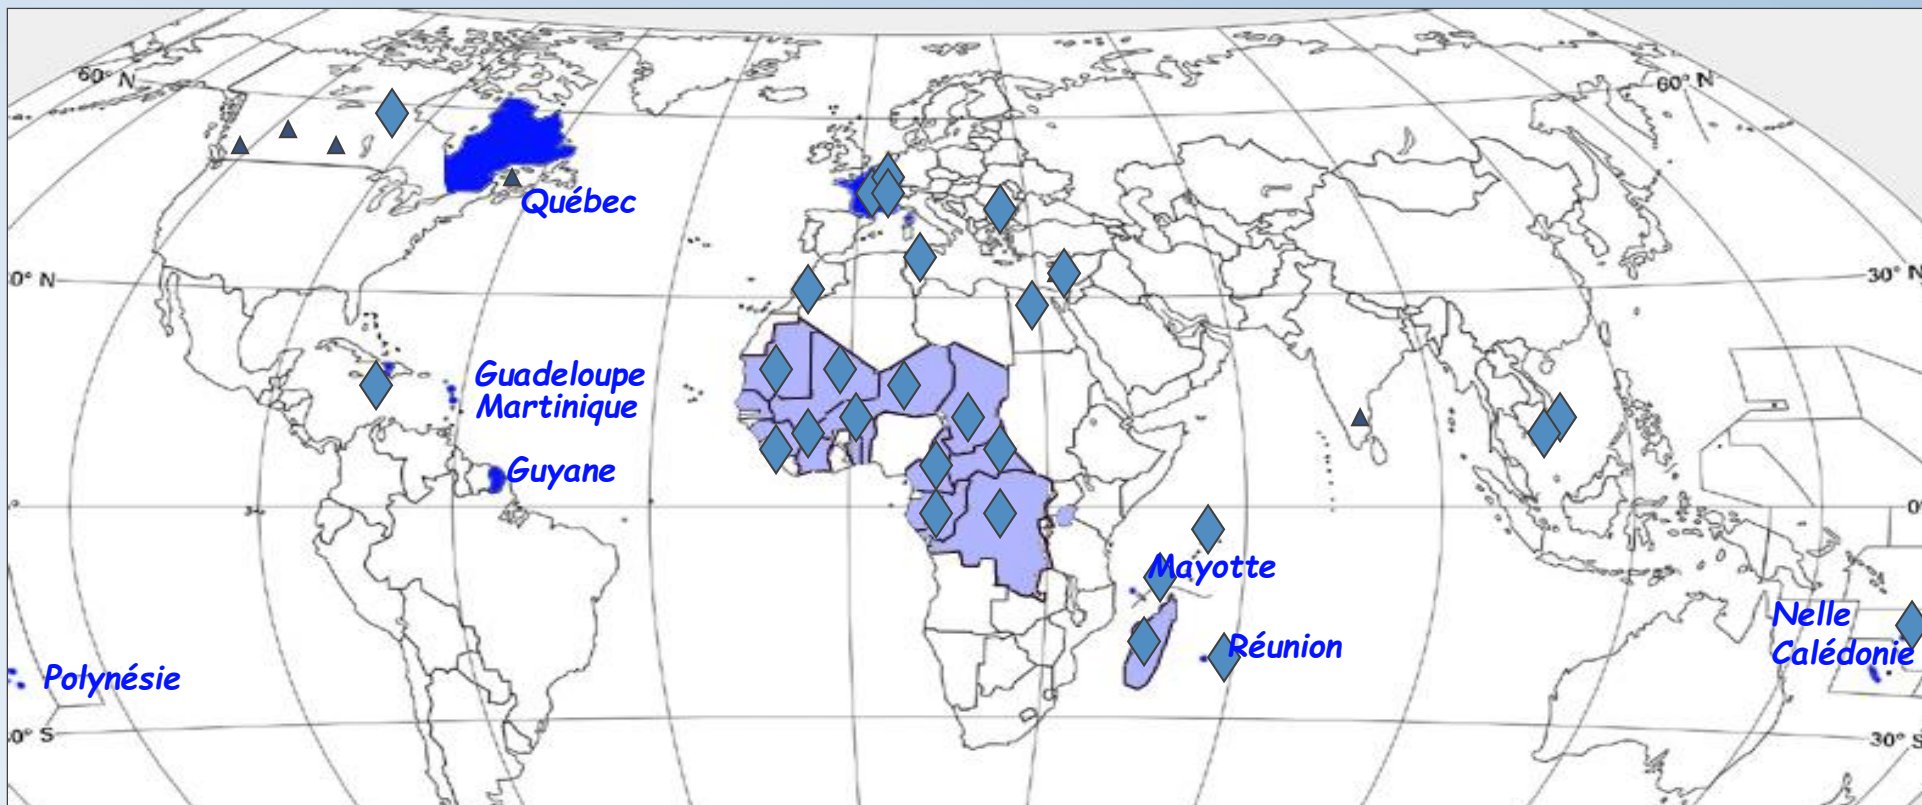 60° N
60° N
Québec
0° N
30° N
Guadeloupe
Martinique
Guyane
0°
Mayotte
Nelle
Calédonie
Réunion
Polynésie
0° S
30° S